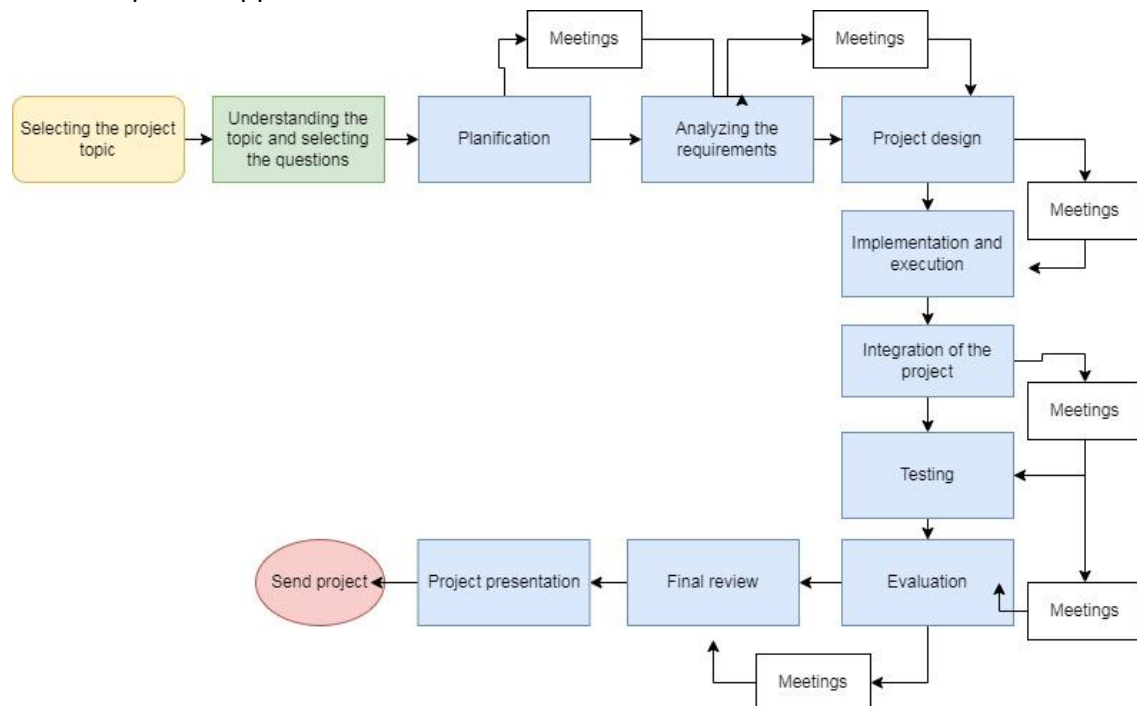 Meetings
Meetings
Selecting the project
topic
Understanding the
topic and selecting
the questions
Planification
Analyzing the
requirements
Project design
Meetings
Implementation and
execution
Integration of the
project
Meetings
Testing
Send project
Project presentation
Final review
Evaluation
Meetings
Meetings